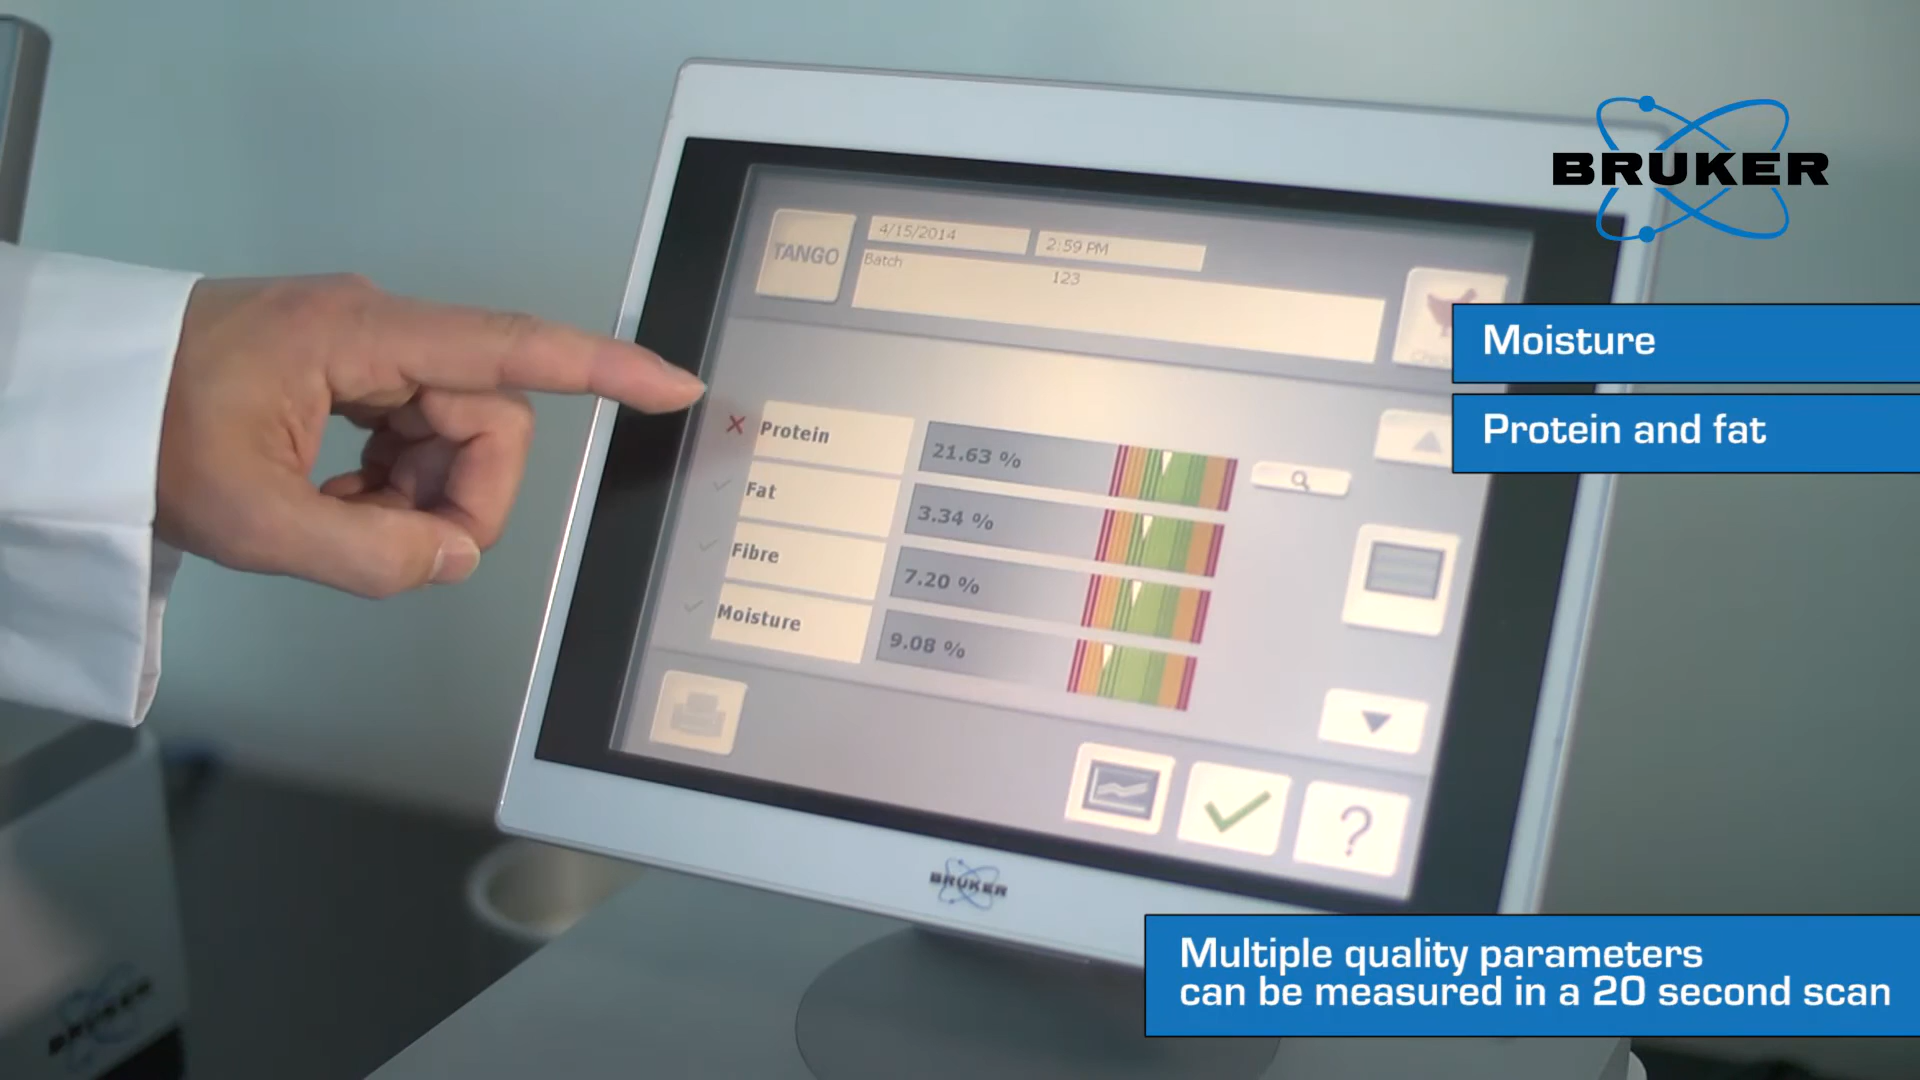 BRUKER
TANGO
4/15/2014
2:59 PM
Batch
123
Moisture
Protein and fat
Protein
21.63 %
Fat
3.34 %
Fibre
7.20 %
Moisture
9.08 %
?
BRUKER
Multiple quality parameters
can be measured in a 20 second scan
BRUKER